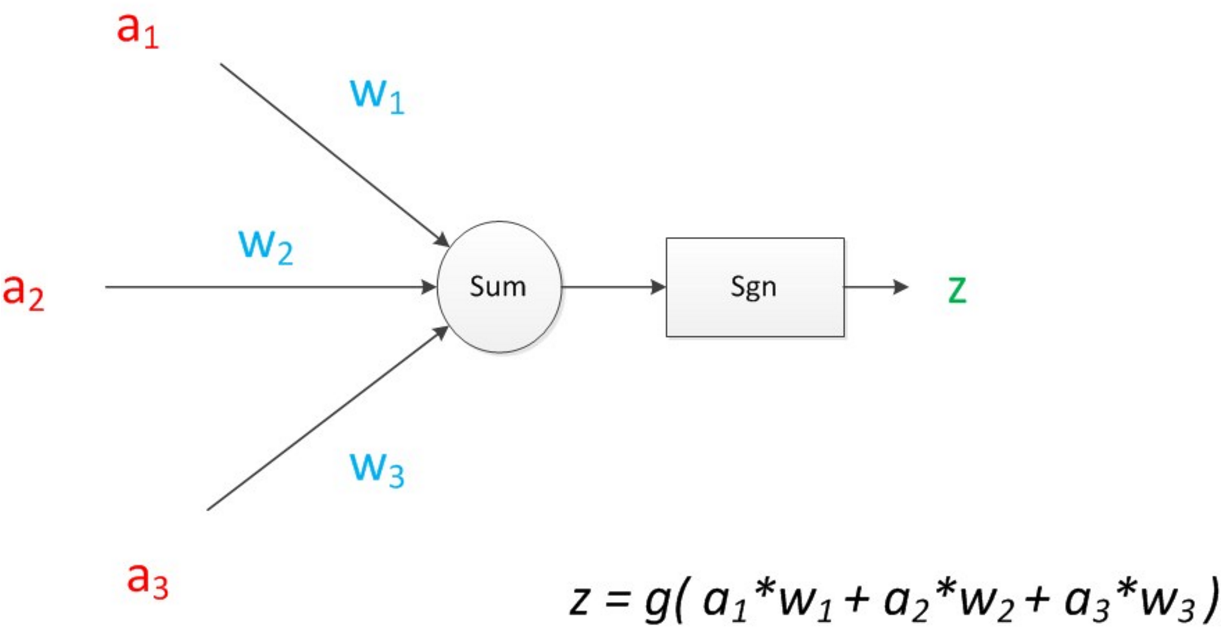 a₁
w₁
w₂
a₂
Sum
Sgn
z
w₃
a₃
z = g( a₁*w₁ + a₂*w₂ + a₃*w₃ )